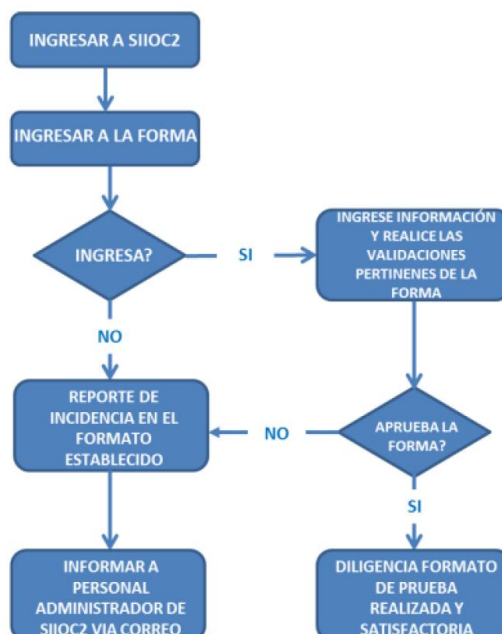 INGRESAR A SIIOC2
INGRESAR A LA FORMA
INGRESA?
SI
INGRESE INFORMACIÓN
Y REALICE LAS
VALIDACIONES
PERTINENES DE LA
FORMA
NO
REPORTE DE
INCIDENCIA EN EL
FORMATO
ESTABLECIDO
NO
APRUEBA LA
FORMA?
SI
INFORMAR A
PERSONAL
ADMINISTRADOR DE
SIIOC2 VIA CORREO
DILIGENCIA FORMATO
DE PRUEBA
REALIZADA Y
SATISFACTORIA